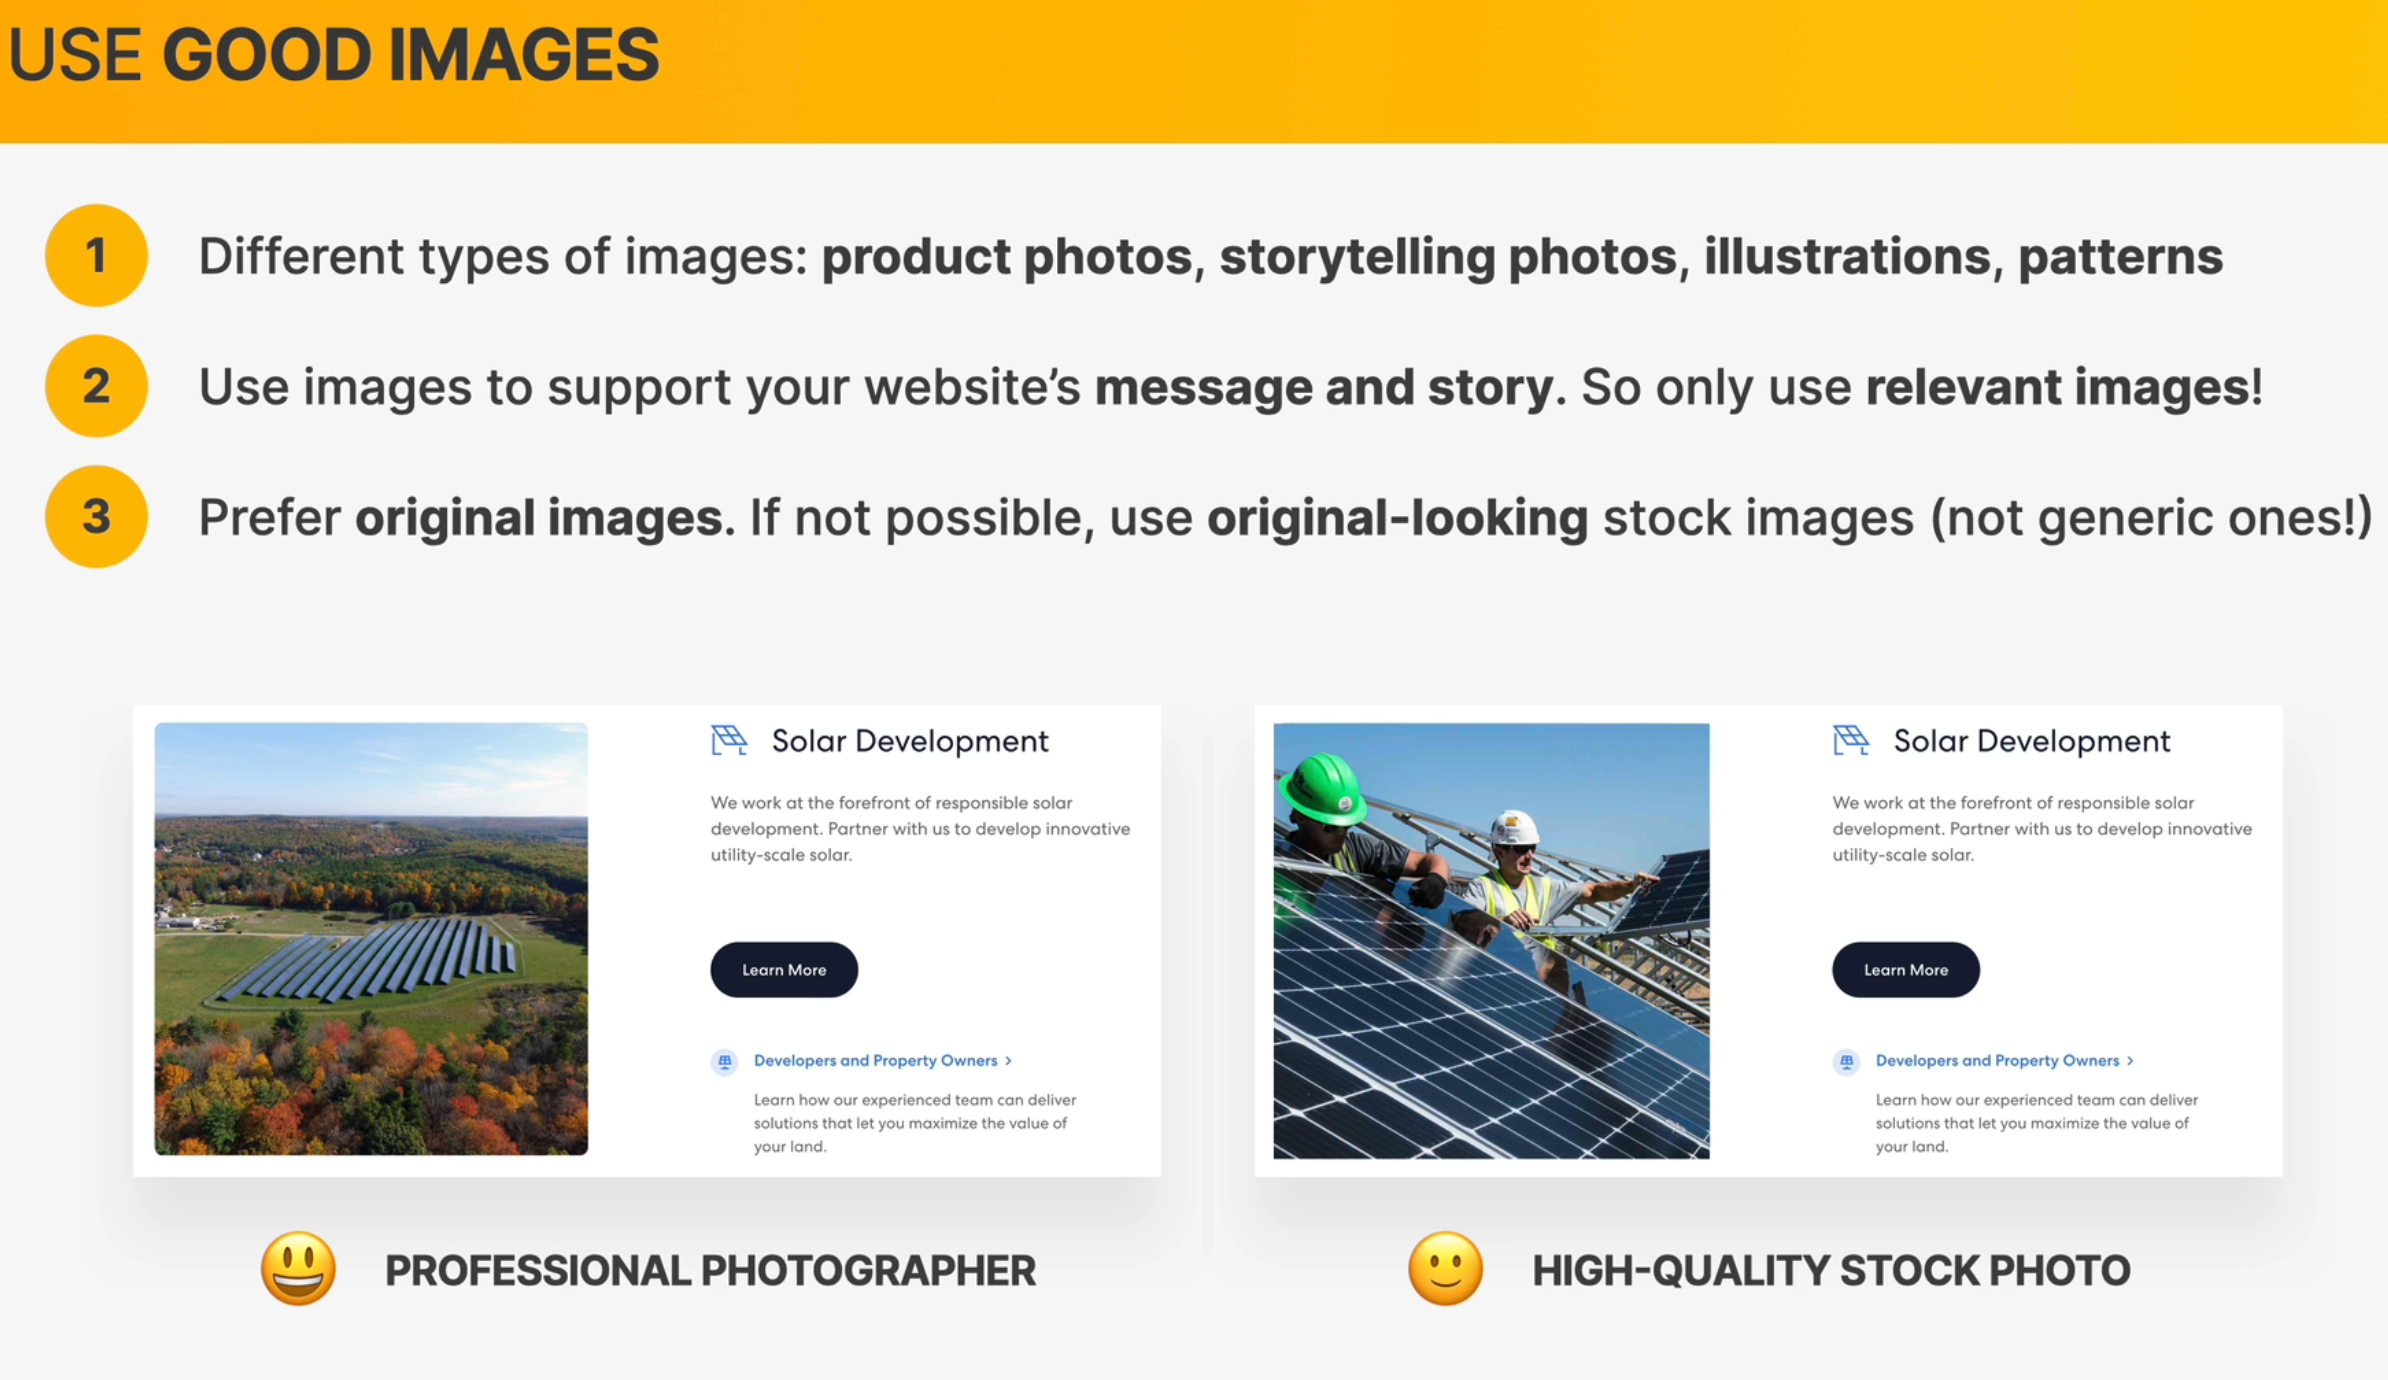 USE GOOD IMAGES
1 Different types of images: product photos, storytelling photos, illustrations, patterns
2 Use images to support your website’s message and story. So only use relevant images!
3 Prefer original images. If not possible, use original-looking stock images (not generic ones!)
Solar Development
We work at the forefront of responsible solar
development. Partner with us to develop innovative
utility-scale solar.
Learn More
Developers and Property Owners >
Learn how our experienced team can deliver
solutions that let you maximize the value of
your land.
PROFESSIONAL PHOTOGRAPHER
Solar Development
We work at the forefront of responsible solar
development. Partner with us to develop innovative
utility-scale solar.
Learn More
Developers and Property Owners >
Learn how our experienced team can deliver
solutions that let you maximize the value of
your land.
HIGH-QUALITY STOCK PHOTO